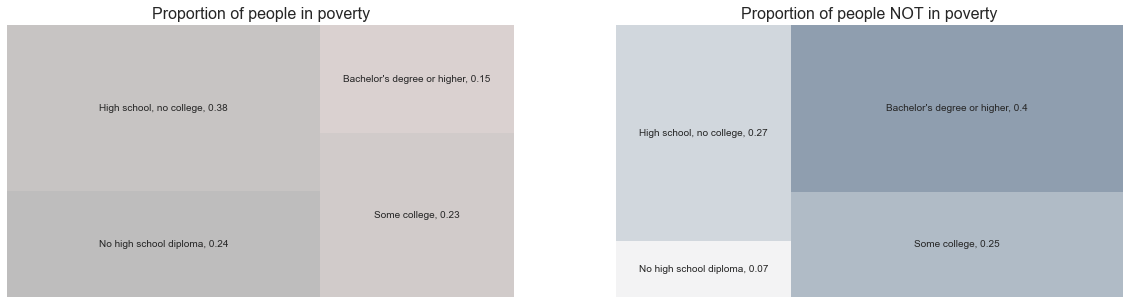 Proportion of people in poverty
High school, no college, 0.38
Bachelor's degree or higher, 0.15
No high school diploma, 0.24
Some college, 0.23
Proportion of people NOT in poverty
High school, no college, 0.27
Bachelor's degree or higher, 0.4
No high school diploma, 0.07
Some college, 0.25